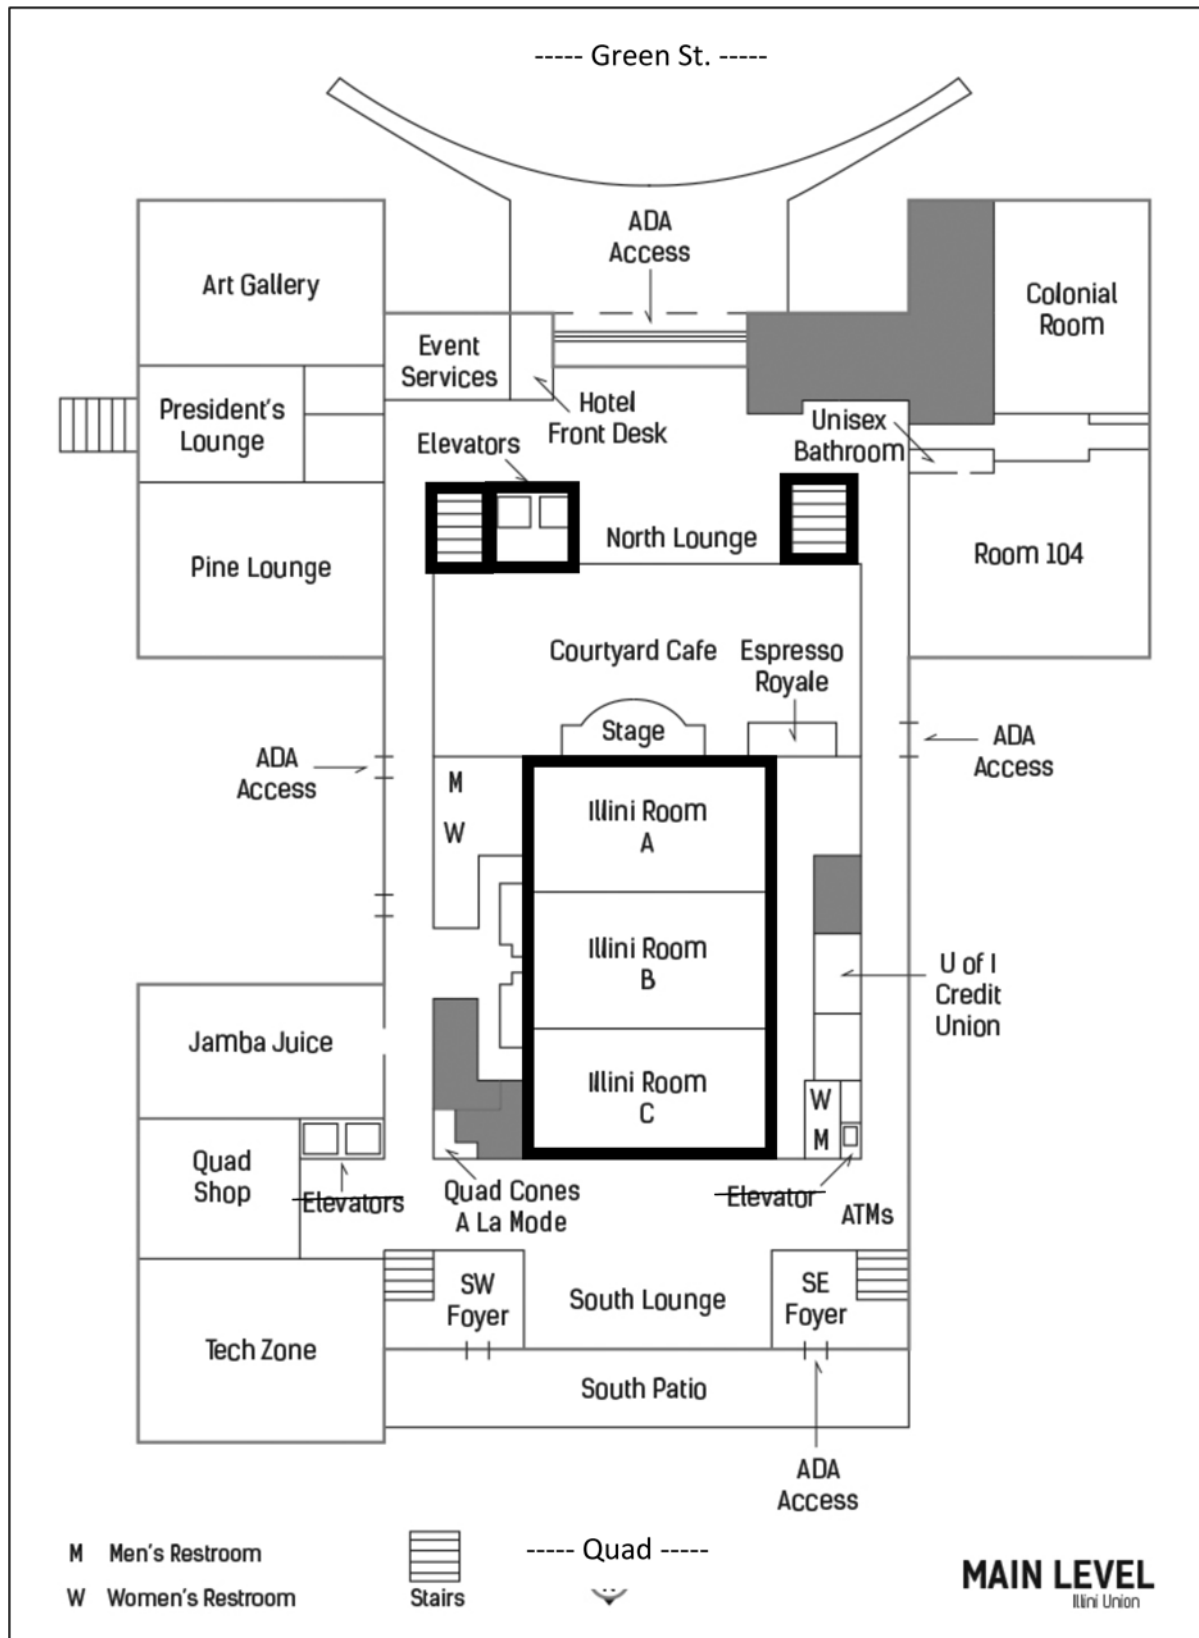 ----- Green St. -----
ADA
Access
Art Gallery
Colonial
Room
Event
Services
President's
Lounge
Hotel
Front Desk
Unisex
Bathroom
Elevators
North Lounge
Pine Lounge
Room 104
Courtyard Cafe
Espresso
Royale
Stage
ADA
Access
ADA
Access
M
W
Illini Room
A
Illini Room
B
U of I
Credit
Union
Jamba Juice
Illini Room
C
W
M
Quad
Shop
Elevators
Quad Cones
A La Mode
Elevator
ATMs
SW
Foyer
South Lounge
SE
Foyer
Tech Zone
South Patio
ADA
Access
M Men's Restroom
W Women's Restroom
Stairs
----- Quad -----
MAIN LEVEL
Illini Union